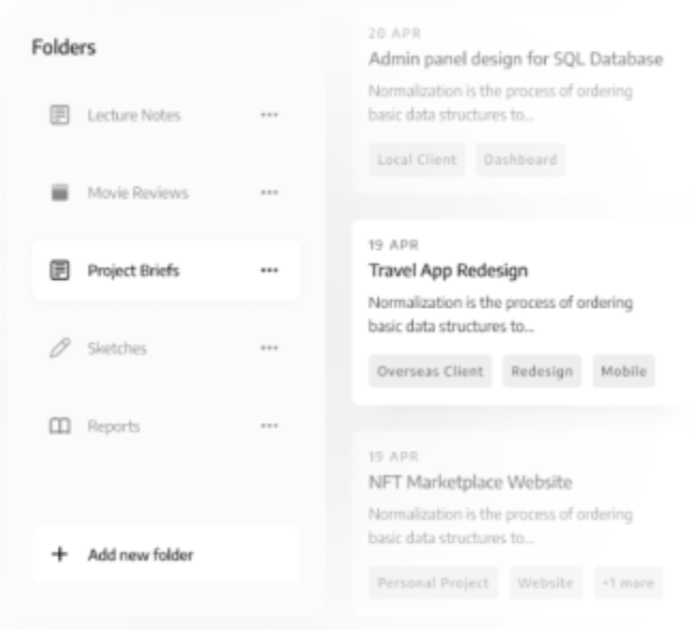 Folders
Lecture Notes
Movie Reviews
Project Briefs
Sketches
Reports
Add new folder
20 APR
Admin panel design for SQL Database
Normalization is the process of ordering
basic data structures to...
Local Client
Dashboard
19 APR
Travel App Redesign
Normalization is the process of ordering
basic data structures to...
Overseas Client
Redesign
Mobile
19 APR
NFT Marketplace Website
Normalization is the process of ordering
basic data structures to...
Personal Project
Website
+1 more